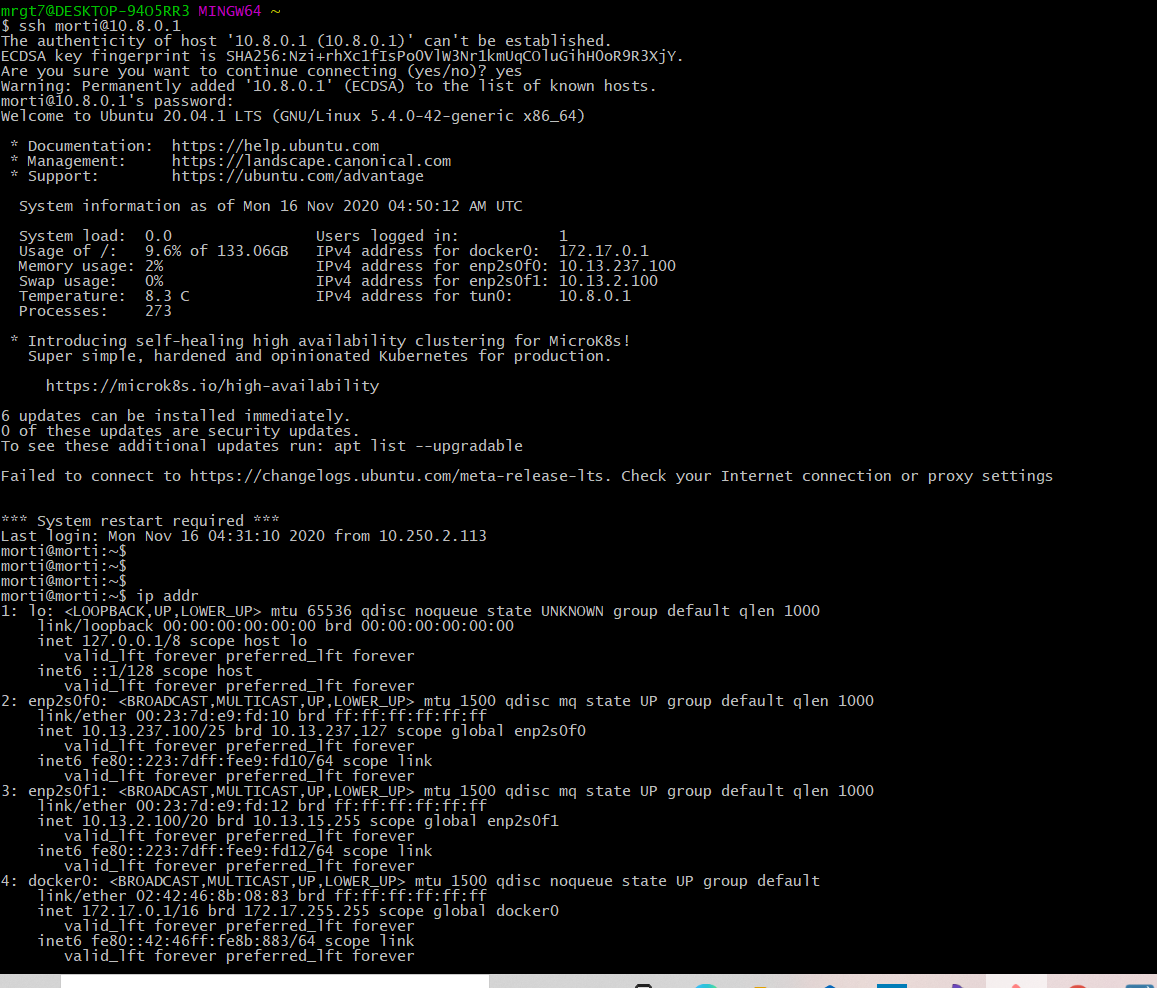 mrgt7@DESKTOP-94O5RR3 MINGW64 ~
$ ssh morti@10.8.0.1
The authenticity of host '10.8.0.1 (10.8.0.1)' can't be established.
ECDSA key fingerprint is SHA256:Nzi+rhXc1fIsPoOVlW3Nr1kmUqCOluGihHOoR9R3XjY.
Are you sure you want to continue connecting (yes/no)? yes
Warning: Permanently added '10.8.0.1' (ECDSA) to the list of known hosts.
morti@10.8.0.1's password:
Welcome to Ubuntu 20.04.1 LTS (GNU/Linux 5.4.0-42-generic x86_64)
* Documentation:  https://help.ubuntu.com
* Management:     https://landscape.canonical.com
* Support:        https://ubuntu.com/advantage
System information as of Mon 16 Nov 2020 04:50:12 AM UTC
System load:  0.0                Users logged in:           1
Usage of /:   9.6% of 133.06GB   IPv4 address for docker0:  172.17.0.1
Memory usage: 2%                 IPv4 address for enp2s0f0: 10.13.237.100
Swap usage:   0%                 IPv4 address for enp2s0f1: 10.13.2.100
Temperature:  8.3 C              IPv4 address for tun0:     10.8.0.1
Processes:    273
* Introducing self-healing high availability clustering for MicroK8s!
Super simple, hardened and opinionated Kubernetes for production.
https://microk8s.io/high-availability
6 updates can be installed immediately.
0 of these updates are security updates.
To see these additional updates run: apt list --upgradable
Failed to connect to https://changelogs.ubuntu.com/meta-release-lts. Check your Internet connection or proxy settings
*** System restart required ***
Last login: Mon Nov 16 04:31:10 2020 from 10.250.2.113
morti@morti:~$
morti@morti:~$
morti@morti:~$
morti@morti:~$ ip addr
1: lo: <LOOPBACK,UP,LOWER_UP> mtu 65536 qdisc noqueue state UNKNOWN group default qlen 1000
link/loopback 00:00:00:00:00:00 brd 00:00:00:00:00:00
inet 127.0.0.1/8 scope host lo
valid_lft forever preferred_lft forever
inet6 ::1/128 scope host
valid_lft forever preferred_lft forever
2: enp2s0f0: <BROADCAST,MULTICAST,UP,LOWER_UP> mtu 1500 qdisc mq state UP group default qlen 1000
link/ether 00:23:7d:e9:fd:10 brd ff:ff:ff:ff:ff:ff
inet 10.13.237.100/25 brd 10.13.237.127 scope global enp2s0f0
valid_lft forever preferred_lft forever
inet6 fe80::223:7dff:fee9:fd10/64 scope link
valid_lft forever preferred_lft forever
3: enp2s0f1: <BROADCAST,MULTICAST,UP,LOWER_UP> mtu 1500 qdisc mq state UP group default qlen 1000
link/ether 00:23:7d:e9:fd:12 brd ff:ff:ff:ff:ff:ff
inet 10.13.2.100/20 brd 10.13.15.255 scope global enp2s0f1
valid_lft forever preferred_lft forever
inet6 fe80::223:7dff:fee9:fd12/64 scope link
valid_lft forever preferred_lft forever
4: docker0: <BROADCAST,MULTICAST,UP,LOWER_UP> mtu 1500 qdisc noqueue state UP group default
link/ether 02:42:46:8b:08:83 brd ff:ff:ff:ff:ff:ff
inet 172.17.0.1/16 brd 172.17.255.255 scope global docker0
valid_lft forever preferred_lft forever
inet6 fe80::42:46ff:fe8b:883/64 scope link
valid_lft forever preferred_lft forever